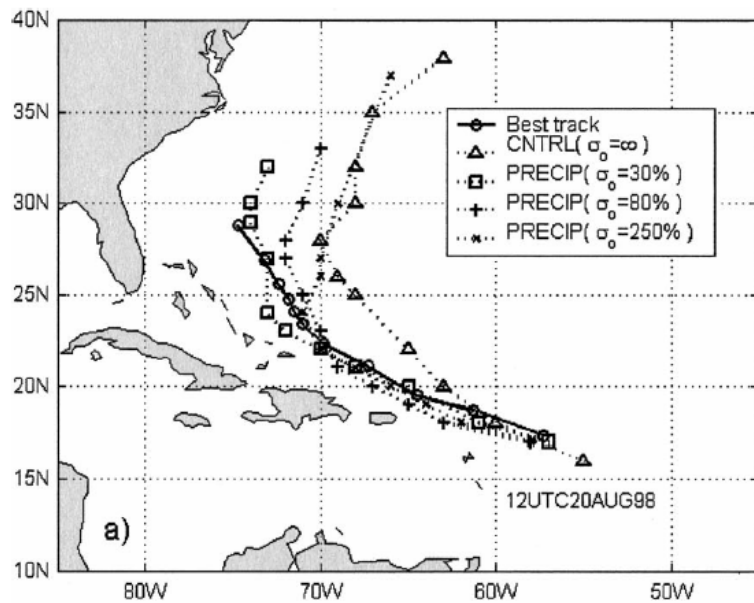 40N
35N
30N
25N
20N
15N
10N
Best track
CNTRL( σo=∞)
PRECIP( σo=30% )
PRECIP( σo=80% )
PRECIP( σo=250% )
12UTC20AUG98
a)
80W 70W 60W 50W